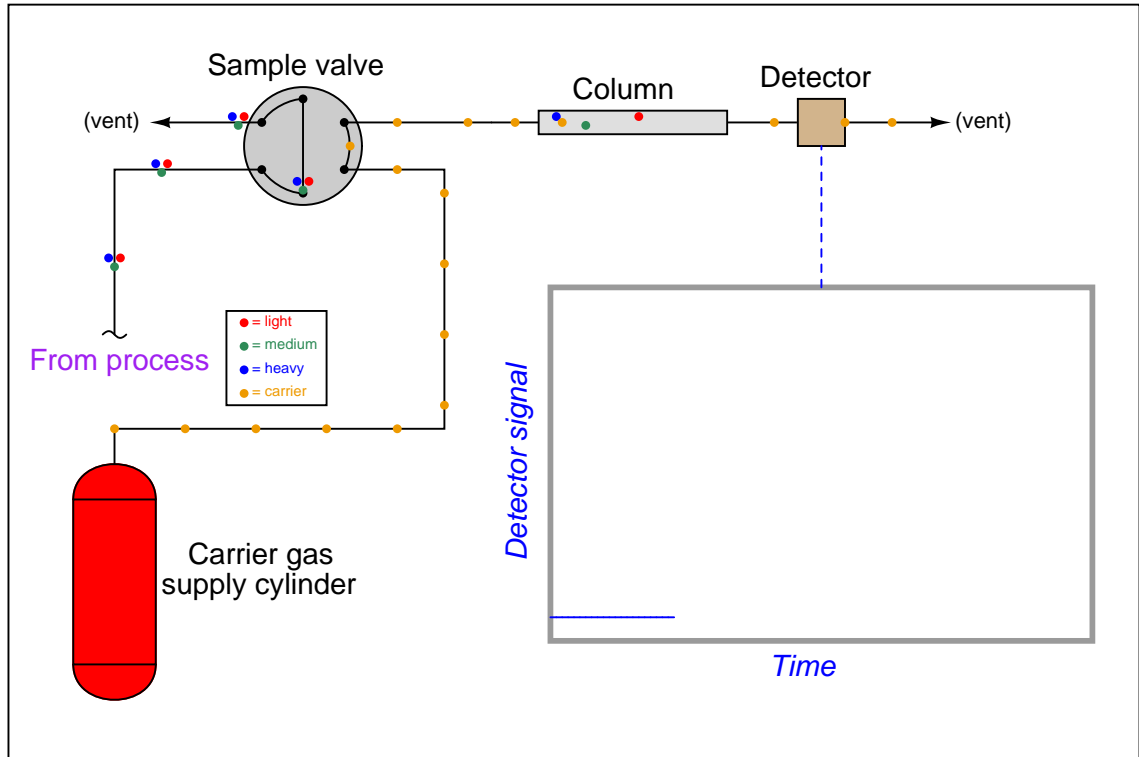 Sample valve
Column
Detector
(vent)
(vent)
= light
= medium
= heavy
= carrier
From process
Detector signal
Carrier gas
supply cylinder
Time